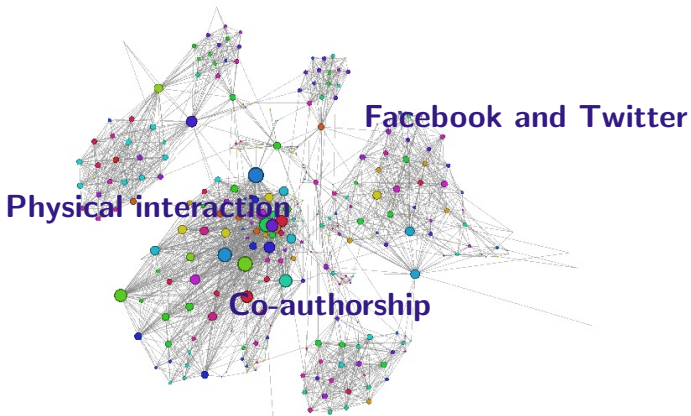 Facebook and Twitter
Physical interaction
Co-authorship